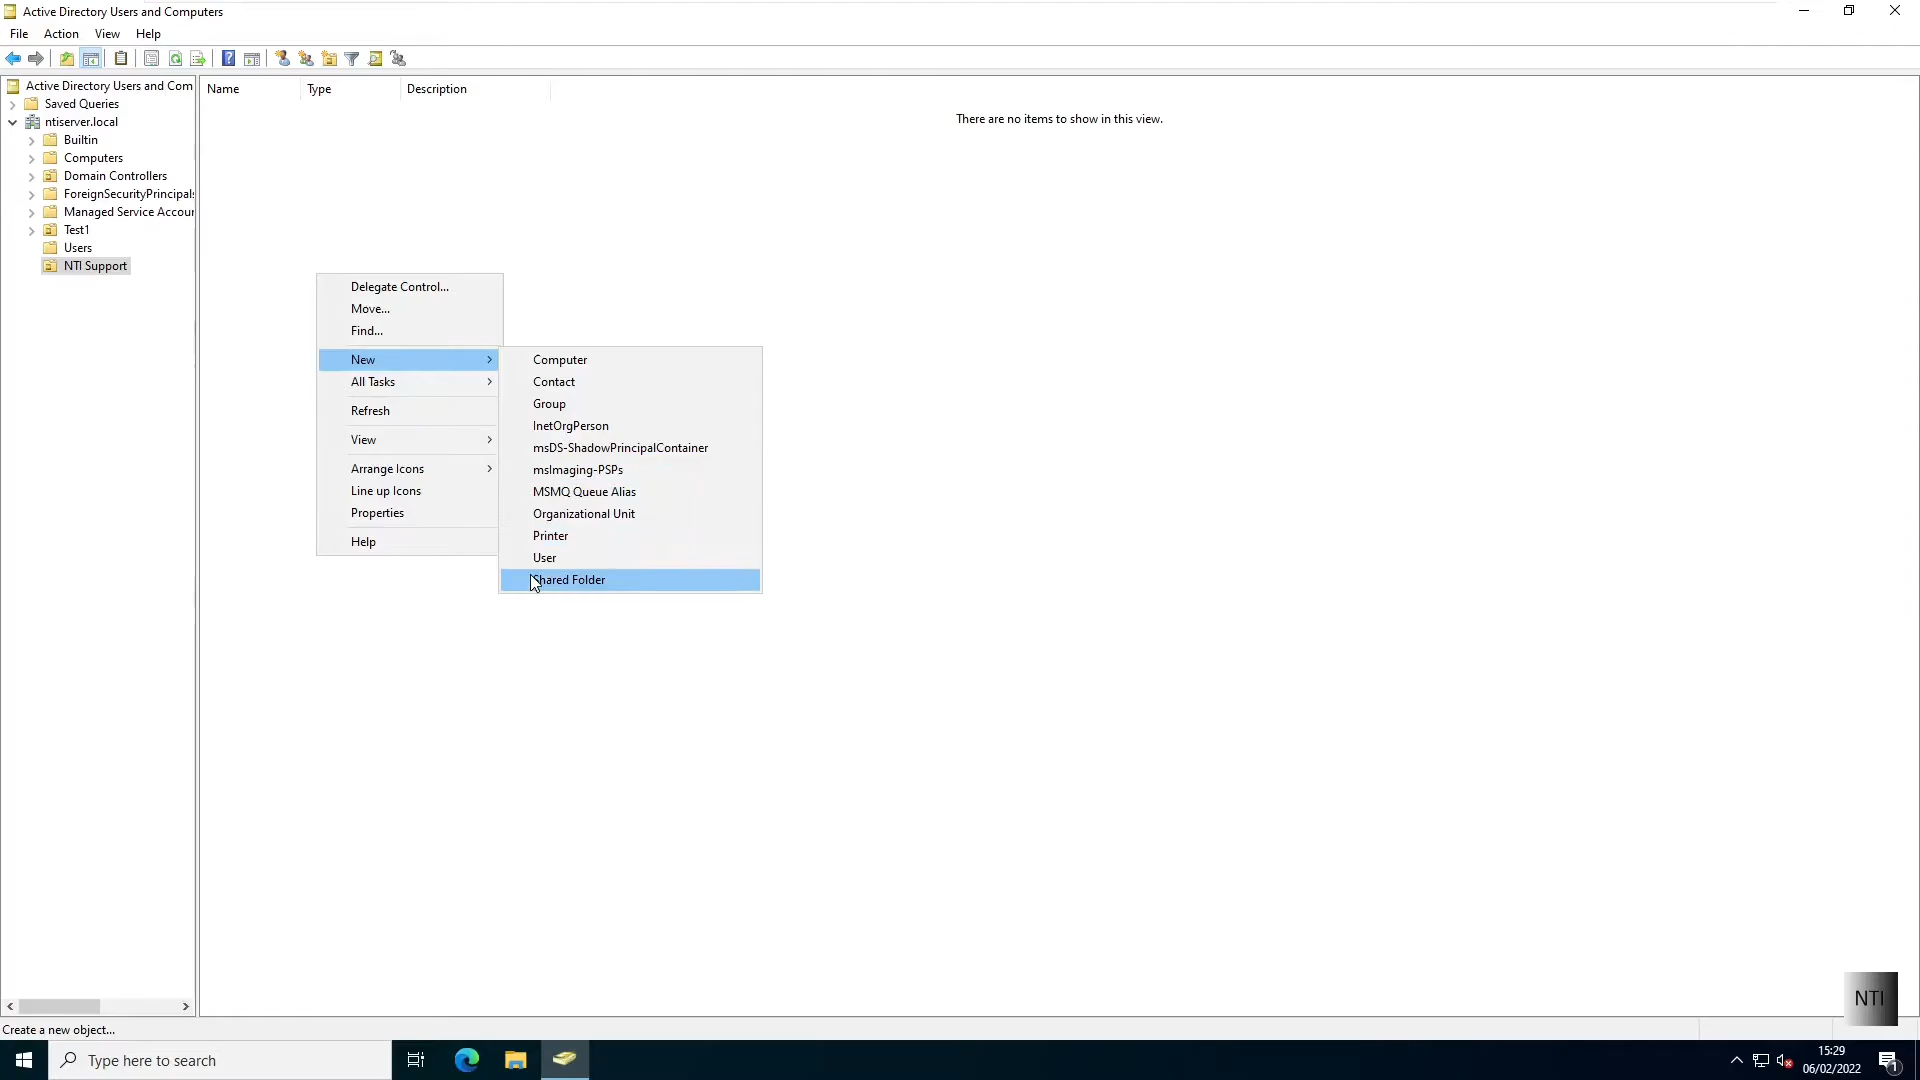 Active Directory Users and Computers
File Action View Help
Active Directory Users and Com
Saved Queries
ntiserver.local
Builtin
Computers
Domain Controllers
ForeignSecurityPrincipals
Managed Service Accoun
Test1
Users
NTI Support
Name Type Description
There are no items to show in this view.
Delegate Control...
Move...
Find...
New
All Tasks
Refresh
View
Arrange Icons
Line up Icons
Properties
Help
Computer
Contact
Group
InetOrgPerson
msDS-ShadowPrincipalContainer
msImaging-PSPs
MSMQ Queue Alias
Organizational Unit
Printer
User
Shared Folder
NTI
Create a new object...
Type here to search
15:29
06/02/2022
1